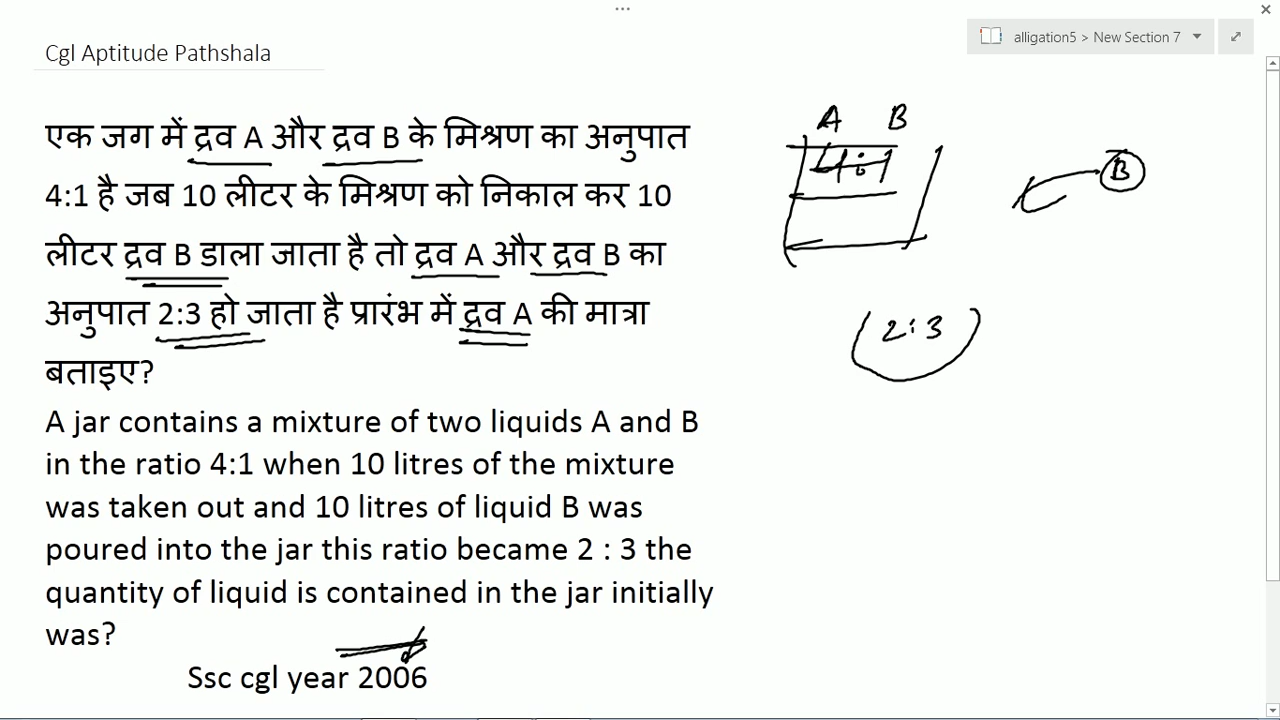 ...
alligation5 > New Section 7
Cgl Aptitude Pathshala
एक जग में द्रव A और द्रव B के मिश्रण का अनुपात
4:1 है जब 10 लीटर के मिश्रण को निकाल कर 10
लीटर द्रव B डाला जाता है तो द्रव A और द्रव B का
अनुपात 2:3 हो जाता है प्रारंभ में द्रव A की मात्रा
बताइए?
A jar contains a mixture of two liquids A and B
in the ratio 4:1 when 10 litres of the mixture
was taken out and 10 litres of liquid B was
poured into the jar this ratio became 2 : 3 the
quantity of liquid is contained in the jar initially
was?
Ssc cgl year 2006
A B
4:1
B
2:3